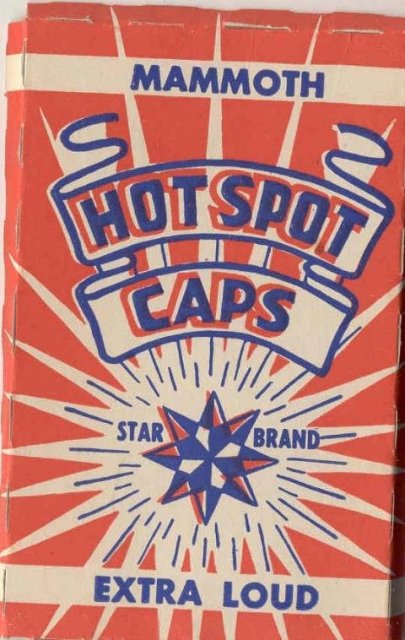 MAMMOTH
HOT SPOT
CAPS
STAR BRAND
EXTRA LOUD